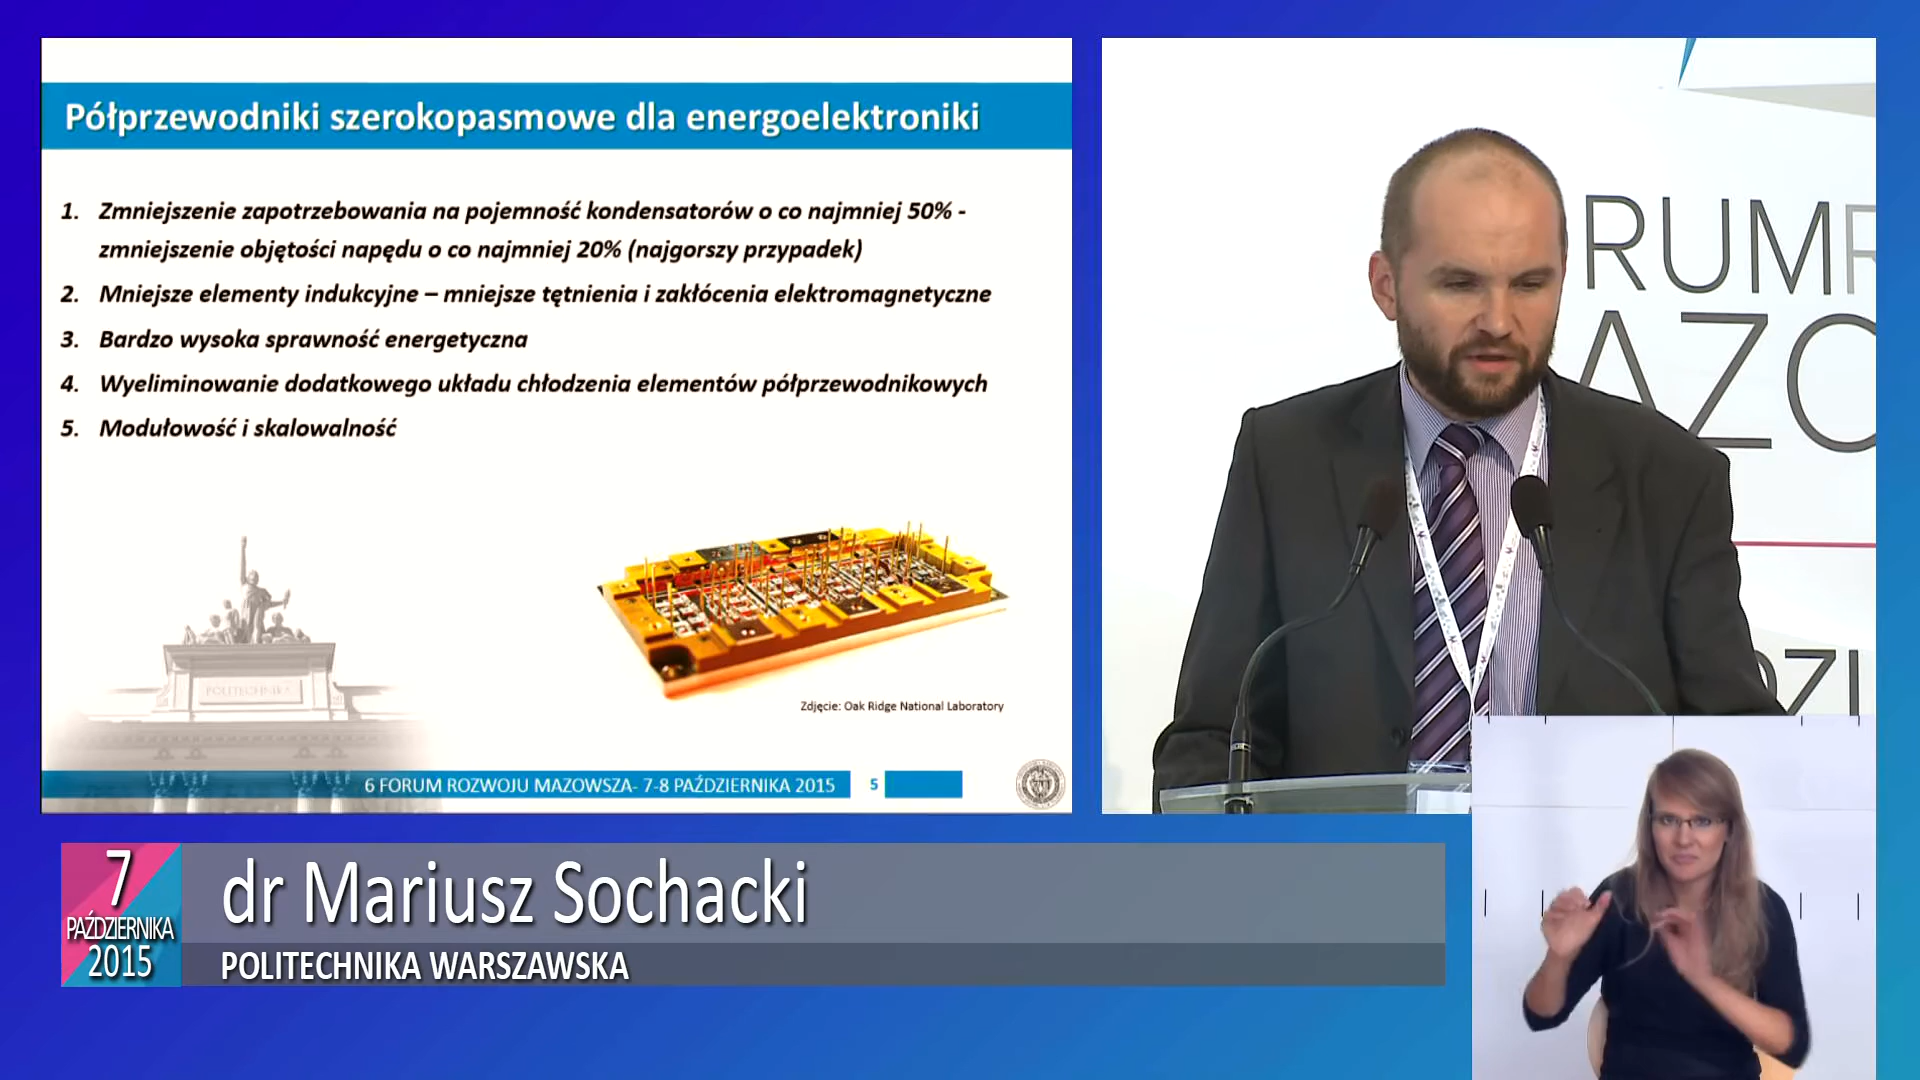 Półprzewodniki szerokopasmowe dla energoelektroniki
1. Zmniejszenie zapotrzebowania na pojemność kondensatorów o co najmniej 50% -
zmniejszenie objętości napędu o co najmniej 20% (najgorszy przypadek)
2. Mniejsze elementy indukcyjne – mniejsze tętnienia i zakłócenia elektromagnetyczne
3. Bardzo wysoka sprawność energetyczna
4. Wyeliminowanie dodatkowego układu chłodzenia elementów półprzewodnikowych
5. Modułowość i skalowalność
POLITECHNIKA
Zdjęcie: Oak Ridge National Laboratory
6 FORUM ROZWOJU MAZOWSZA- 7-8 PAŹDZIERNIKA 2015 5
RUMR
AZO
DZI
7
PAŹDZIERNIKA
2015
dr Mariusz Sochacki
POLITECHNIKA WARSZAWSKA